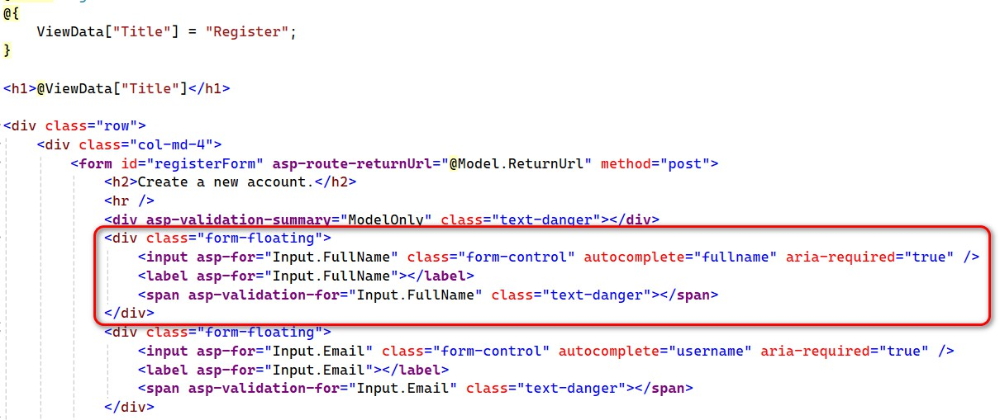 @{
    ViewData["Title"] = "Register";
}
<h1>@ViewData["Title"]</h1>
<div class="row">
    <div class="col-md-4">
        <form id="registerForm" asp-route-returnUrl="@Model.ReturnUrl" method="post">
            <h2>Create a new account.</h2>
            <hr />
            <div asp-validation-summary="ModelOnly" class="text-danger"></div>
            <div class="form-floating">
                <input asp-for="Input.FullName" class="form-control" autocomplete="fullname" aria-required="true" />
                <label asp-for="Input.FullName"></label>
                <span asp-validation-for="Input.FullName" class="text-danger"></span>
            </div>
            <div class="form-floating">
                <input asp-for="Input.Email" class="form-control" autocomplete="username" aria-required="true" />
                <label asp-for="Input.Email"></label>
                <span asp-validation-for="Input.Email" class="text-danger"></span>
            </div>